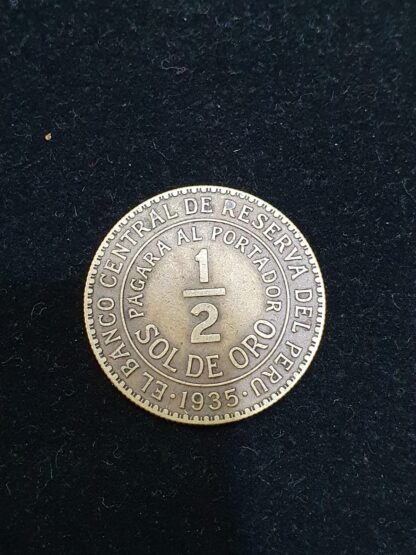 EL BANCO CENTRAL DE RESERVA DEL PERU
PAGARA AL PORTADOR
1/2
SOL DE ORO
·1935·